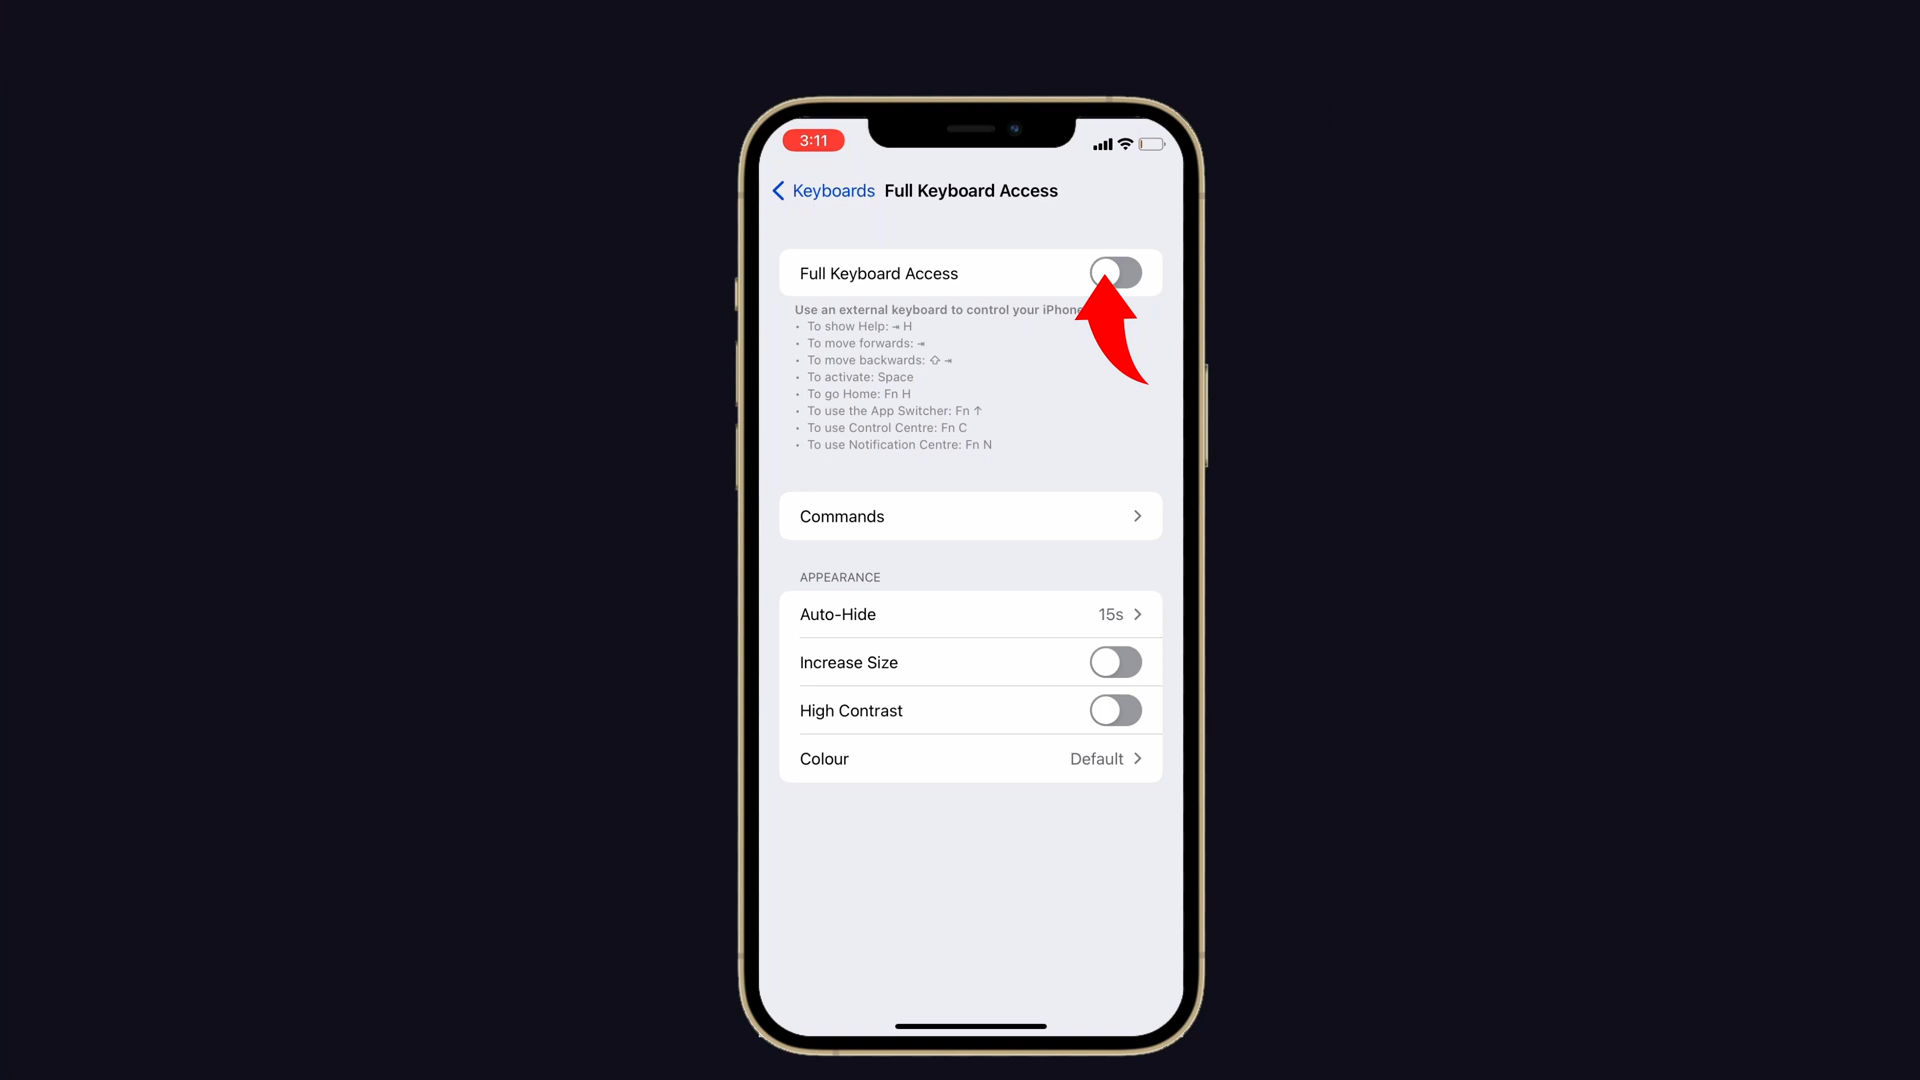 3:11
Keyboards Full Keyboard Access
Full Keyboard Access
Use an external keyboard to control your iPhone
• To show Help: ⇥ H
• To move forwards: ⇥
• To move backwards: ⇧ ⇥
• To activate: Space
• To go Home: Fn H
• To use the App Switcher: Fn ↑
• To use Control Centre: Fn C
• To use Notification Centre: Fn N
Commands
APPEARANCE
Auto-Hide 15s
Increase Size
High Contrast
Colour Default